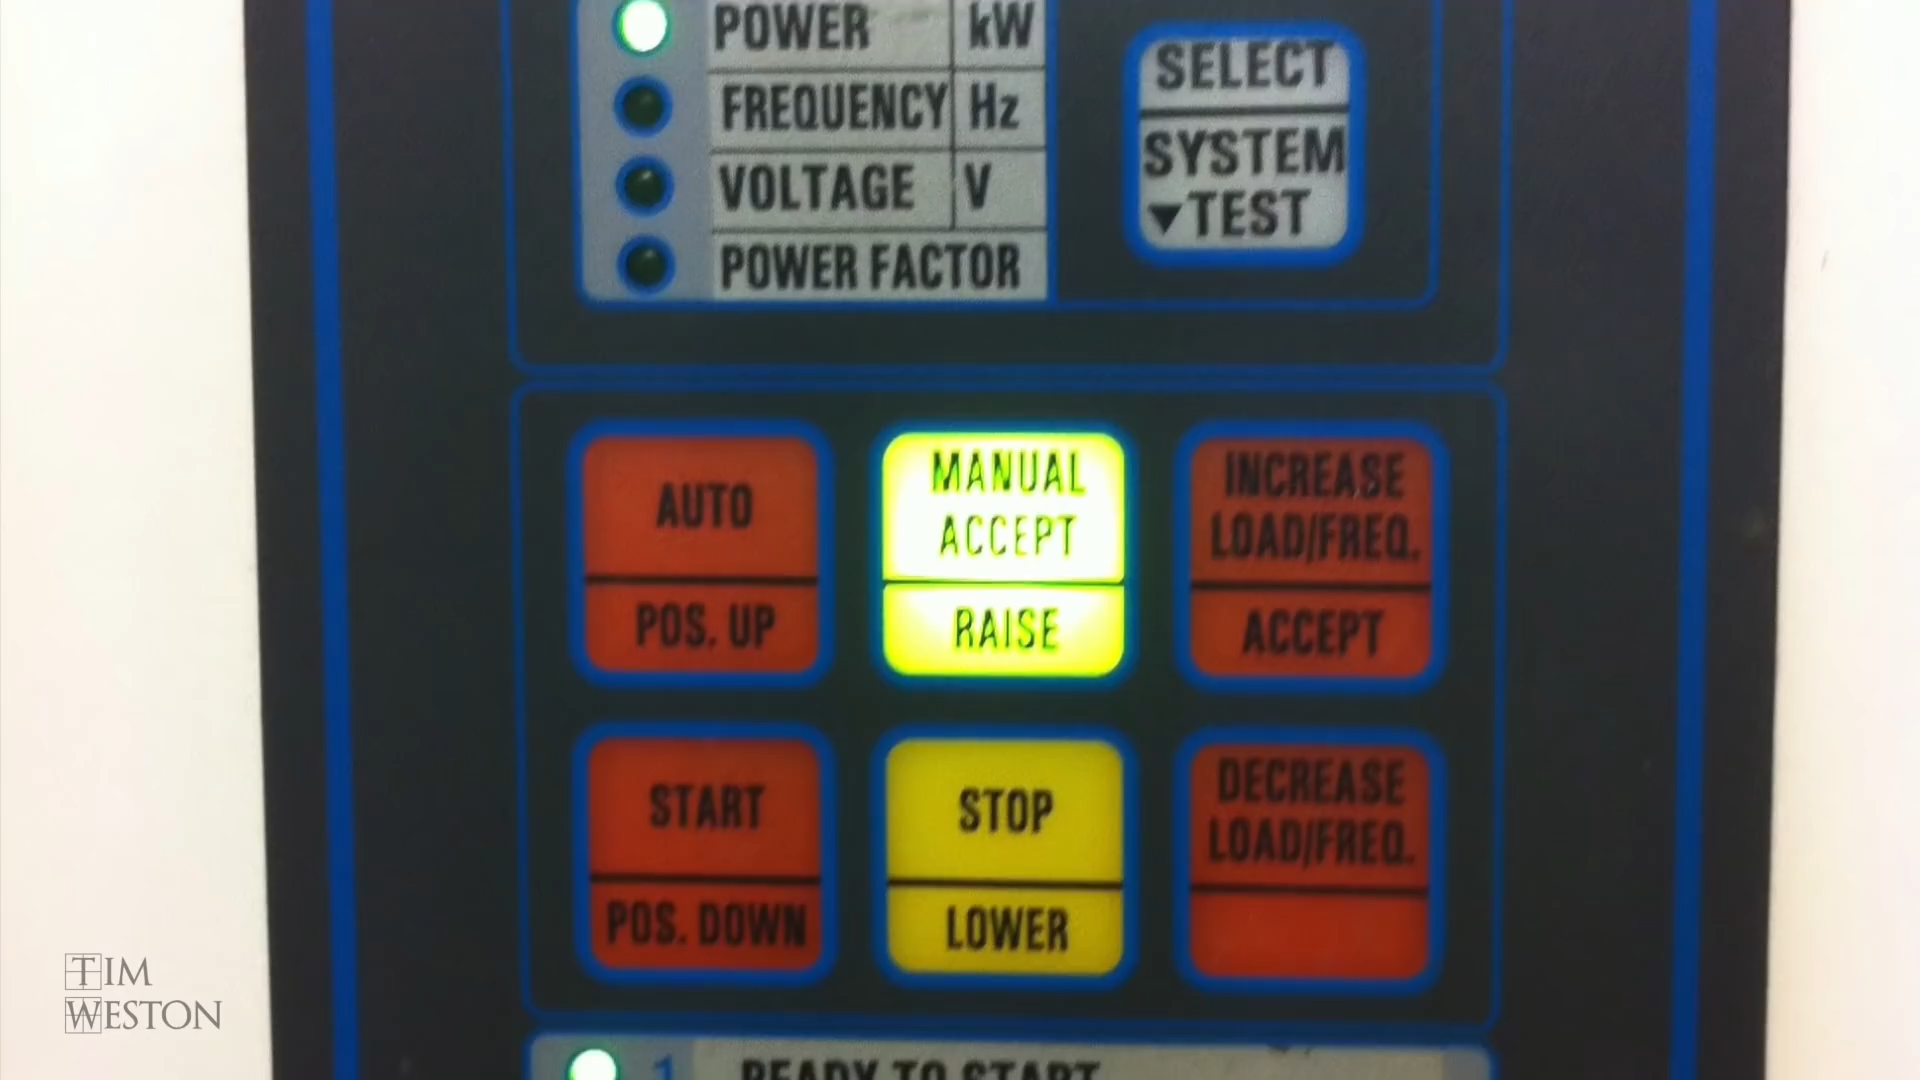 POWER kW
FREQUENCY Hz
VOLTAGE V
POWER FACTOR
SELECT
SYSTEM
▼TEST
AUTO
POS. UP
MANUAL
ACCEPT
RAISE
INCREASE
LOAD/FREQ.
ACCEPT
START
POS. DOWN
STOP
LOWER
DECREASE
LOAD/FREQ.
1 READY TO START
TIM
WESTON